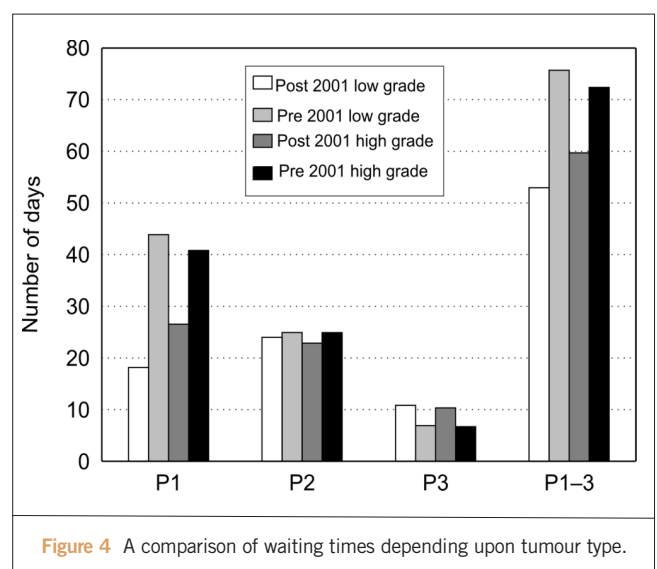 80
70
60
50
40
30
20
10
0
Number of days
Post 2001 low grade
Pre 2001 low grade
Post 2001 high grade
Pre 2001 high grade
P1
P2
P3
P1–3
Figure 4 A comparison of waiting times depending upon tumour type.